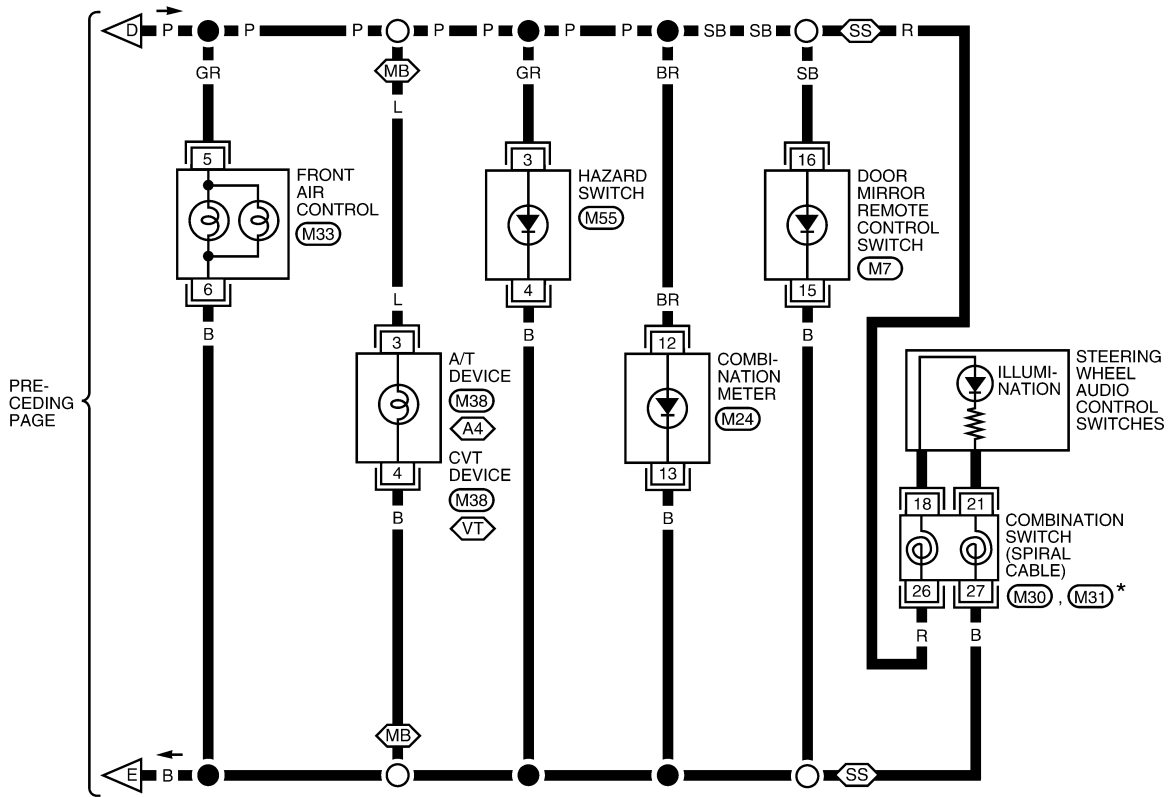 D P P P P P P SB SB SS R
GR MB GR BR SB
L
5 3 16
FRONT
AIR
CONTROL
M33
HAZARD
SWITCH
M55
DOOR
MIRROR
REMOTE
CONTROL
SWITCH
M7
6 4 15
B L B BR B
3 12
A/T
DEVICE
M38
A4
CVT
DEVICE
M38
VT
COMBI-
NATION
METER
M24
4 13
B B
ILLUMI-
NATION
STEERING
WHEEL
AUDIO
CONTROL
SWITCHES
PRE-
CEDING
PAGE
18 21
COMBINATION
SWITCH
(SPIRAL
CABLE)
M30 , M31 *
26 27
R B
MB
E B SS